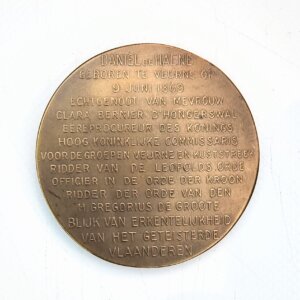 DANIEL DE HAENE
GEBOREN TE VEURNE OP
9 JUNI 1869
ECHTGENOOT VAN MEVROUW
CLARA BERNIER D'HONGERSWAL
EEREPROCUREUR DES KONINGS
HOOG KONINKLIJKE COMMISSARIS
VOOR DE GROEPEN VEURNE EN KUSTSTREEK
RIDDER VAN DE LEOPOLDS ORDE
OFFICIER IN DE ORDE DER KROON
RIDDER DER ORDE VAN DEN
H. GREGORIUS DE GROOTE
BLIJK VAN ERKENTELIJKHEID
VAN HET GETEISTERDE
VLAANDEREN